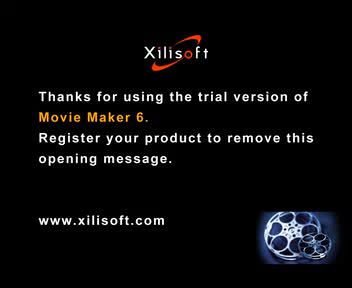 Xilisoft
Thanks for using the trial version of
Movie Maker 6.
Register your product to remove this
opening message.
www.xilisoft.com